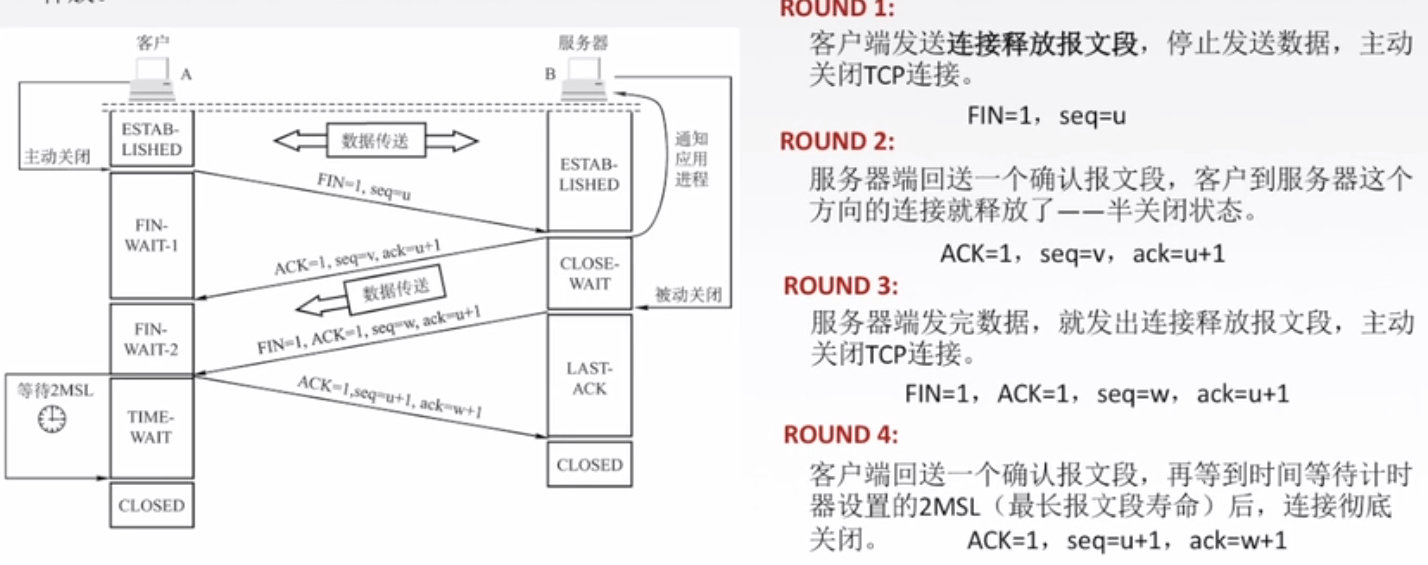 客户
服务器
A
B
ESTAB-
LISHED
数据传送
通知
应用
进程
主动关闭
ESTAB-
LISHED
FIN=1, seq=u
FIN-
WAIT-1
ACK=1, seq=v, ack=u+1
CLOSE-
WAIT
数据传送
被动关闭
FIN-
WAIT-2
FIN=1, ACK=1, seq=w, ack=u+1
等待2MSL
LAST-
ACK
ACK=1,seq=u+1, ack=w+1
TIME-
WAIT
CLOSED
CLOSED
ROUND 1:
客户端发送连接释放报文段，停止发送数据，主动
关闭TCP连接。
FIN=1，seq=u
ROUND 2:
服务器端回送一个确认报文段，客户到服务器这个
方向的连接就释放了——半关闭状态。
ACK=1，seq=v，ack=u+1
ROUND 3:
服务器端发完数据，就发出连接释放报文段，主动
关闭TCP连接。
FIN=1，ACK=1，seq=w，ack=u+1
ROUND 4:
客户端回送一个确认报文段，再等到时间等待计时
器设置的2MSL（最长报文段寿命）后，连接彻底
关闭。 ACK=1，seq=u+1，ack=w+1